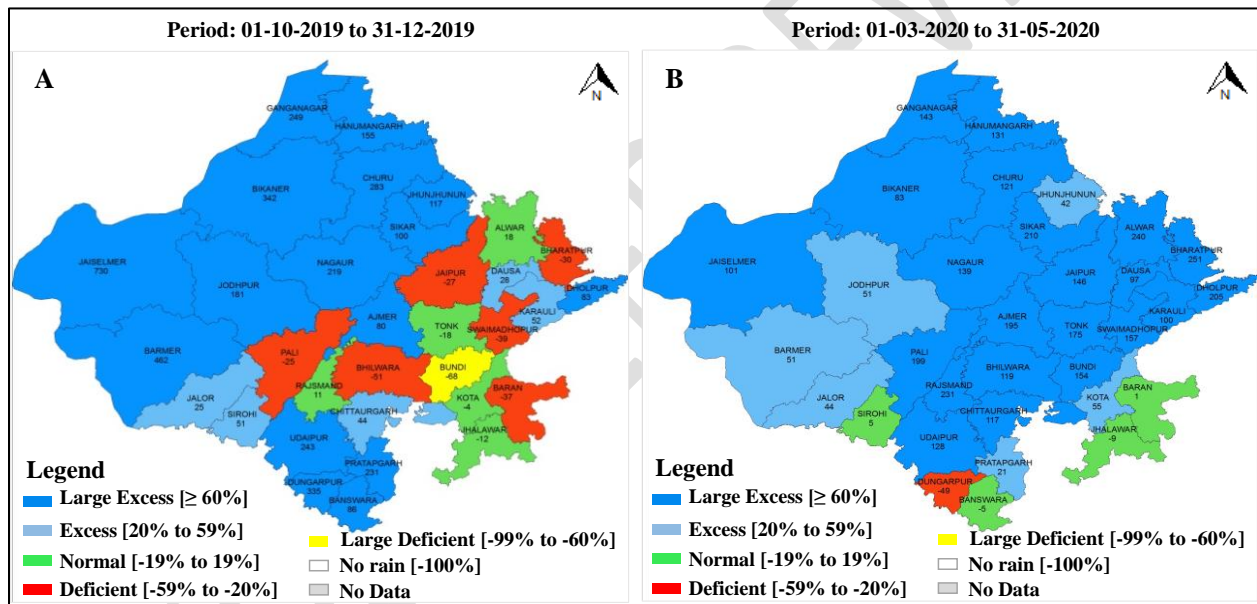 Period: 01-10-2019 to 31-12-2019
A
N
GANGANAGAR
249
HANUMANGARH
155
CHURU
283
BIKANER
342
JHUNJHUNUN
117
SIKAR
100
ALWAR
18
BHARATPUR
-30
JAISELMER
730
NAGAUR
219
JAIPUR
-27
DAUSA
28
DHOLPUR
83
JODHPUR
181
KARAULI
52
AJMER
80
TONK
-18
SWAIMADHOPUR
-39
BARMER
462
PALI
-25
BHILWARA
-51
BUNDI
-68
RAJSMAND
11
KOTA
-4
BARAN
-37
JALOR
25
SIROHI
51
CHITTAURGARH
44
JHALAWAR
-12
UDAIPUR
243
PRATAPGARH
231
DUNGARPUR
335
BANSWARA
86
Legend
Large Excess [≥ 60%]
Excess [20% to 59%]
Normal [-19% to 19%]
Deficient [-59% to -20%]
Large Deficient [-99% to -60%]
No rain [-100%]
No Data
Period: 01-03-2020 to 31-05-2020
B
N
GANGANAGAR
143
HANUMANGARH
131
CHURU
121
BIKANER
83
JHUNJHUNUN
42
SIKAR
210
ALWAR
240
BHARATPUR
251
JAISELMER
101
NAGAUR
139
JAIPUR
146
DAUSA
97
DHOLPUR
205
JODHPUR
51
KARAULI
100
AJMER
195
TONK
175
SWAIMADHOPUR
157
BARMER
51
PALI
199
BHILWARA
119
BUNDI
154
RAJSMAND
231
KOTA
55
BARAN
1
JALOR
44
SIROHI
5
CHITTAURGARH
117
JHALAWAR
-9
UDAIPUR
128
PRATAPGARH
21
DUNGARPUR
-49
BANSWARA
-5
Legend
Large Excess [≥ 60%]
Excess [20% to 59%]
Normal [-19% to 19%]
Deficient [-59% to -20%]
Large Deficient [-99% to -60%]
No rain [-100%]
No Data